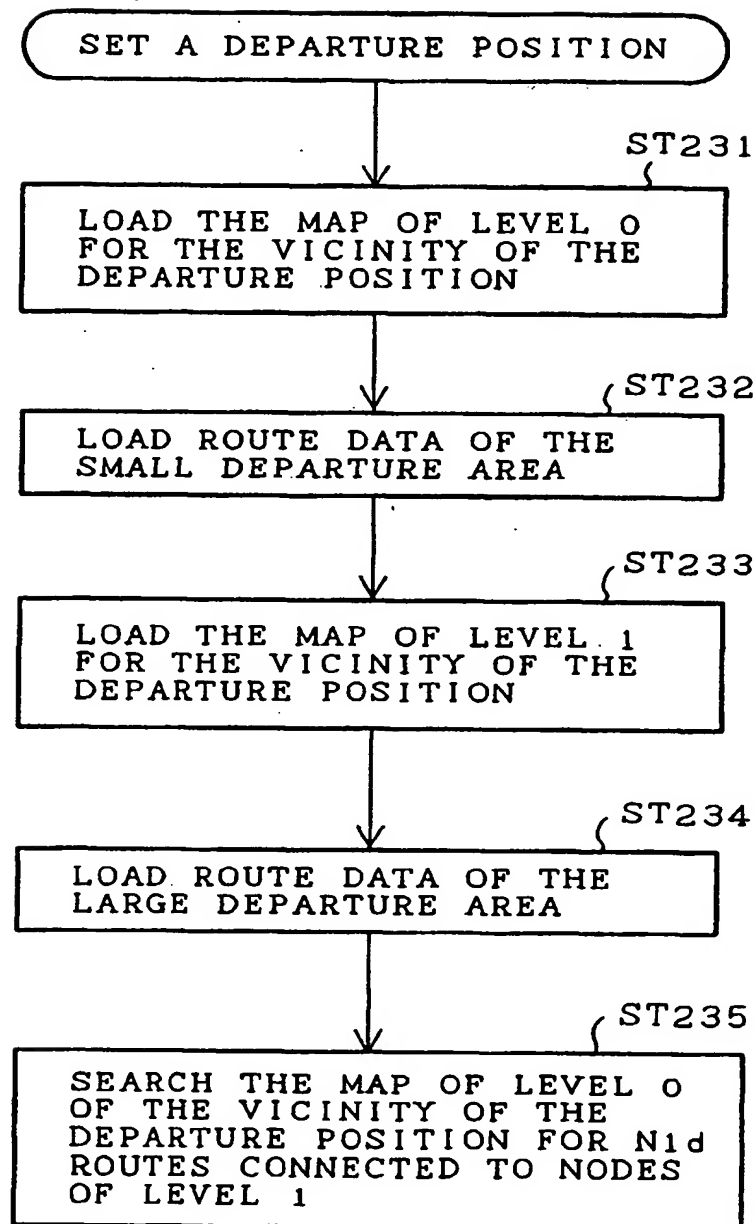 SET A DEPARTURE POSITION
ST231
LOAD THE MAP OF LEVEL 0
FOR THE VICINITY OF THE
DEPARTURE POSITION
ST232
LOAD ROUTE DATA OF THE
SMALL DEPARTURE AREA
ST233
LOAD THE MAP OF LEVEL 1
FOR THE VICINITY OF THE
DEPARTURE POSITION
ST234
LOAD ROUTE DATA OF THE
LARGE DEPARTURE AREA
ST235
SEARCH THE MAP OF LEVEL 0
OF THE VICINITY OF THE
DEPARTURE POSITION FOR N1d
ROUTES CONNECTED TO NODES
OF LEVEL 1